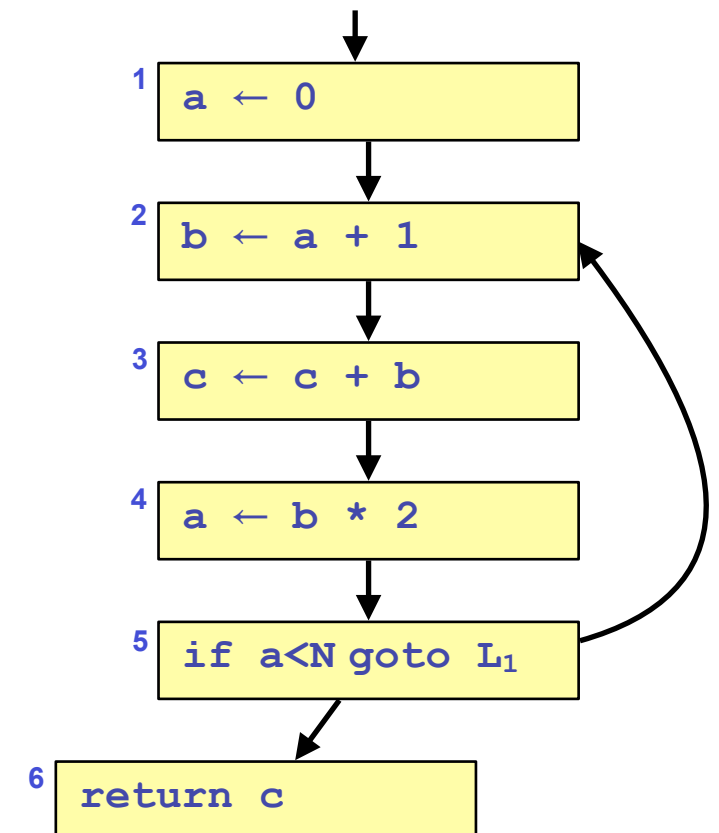 1
a ← 0
2
b ← a + 1
3
c ← c + b
4
a ← b * 2
5
if a<N goto L₁
6
return c